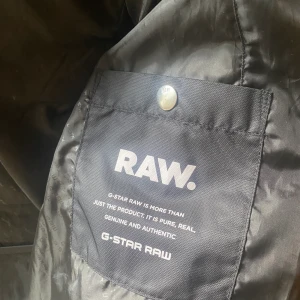 RAW.
G-STAR RAW IS MORE THAN
JUST THE PRODUCT. IT IS PURE, REAL,
GENUINE AND AUTHENTIC
G-STAR RAW